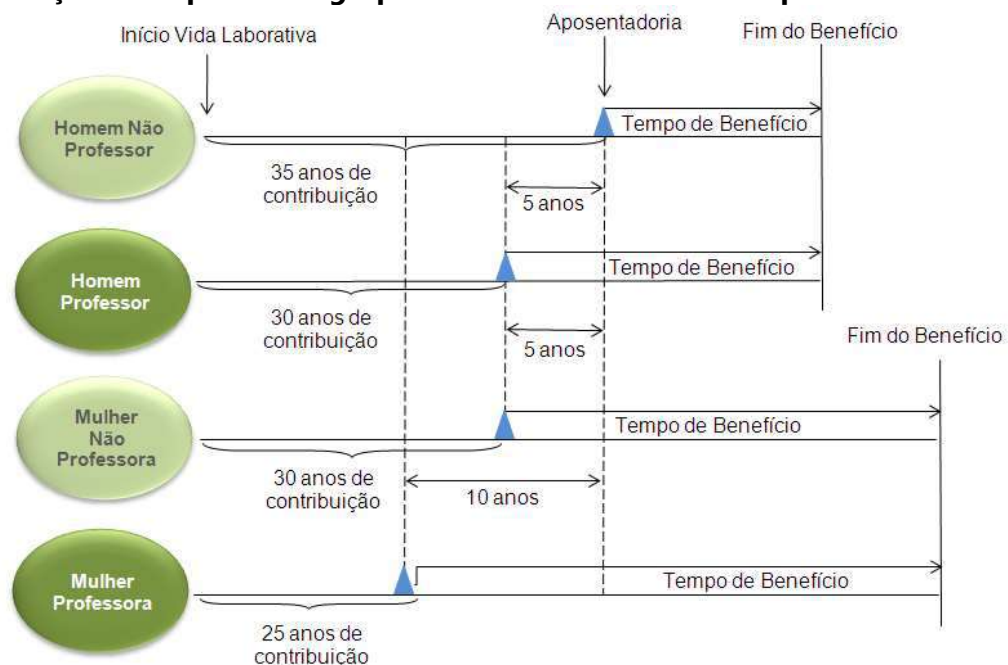 Início Vida Laborativa
Aposentadoria
Fim do Benefício
Homem Não
Professor
Tempo de Benefício
35 anos de
contribuição
5 anos
Homem
Professor
Tempo de Benefício
30 anos de
contribuição
5 anos
Fim do Benefício
Mulher
Não
Professora
Tempo de Benefício
30 anos de
contribuição
10 anos
Mulher
Professora
Tempo de Benefício
25 anos de
contribuição